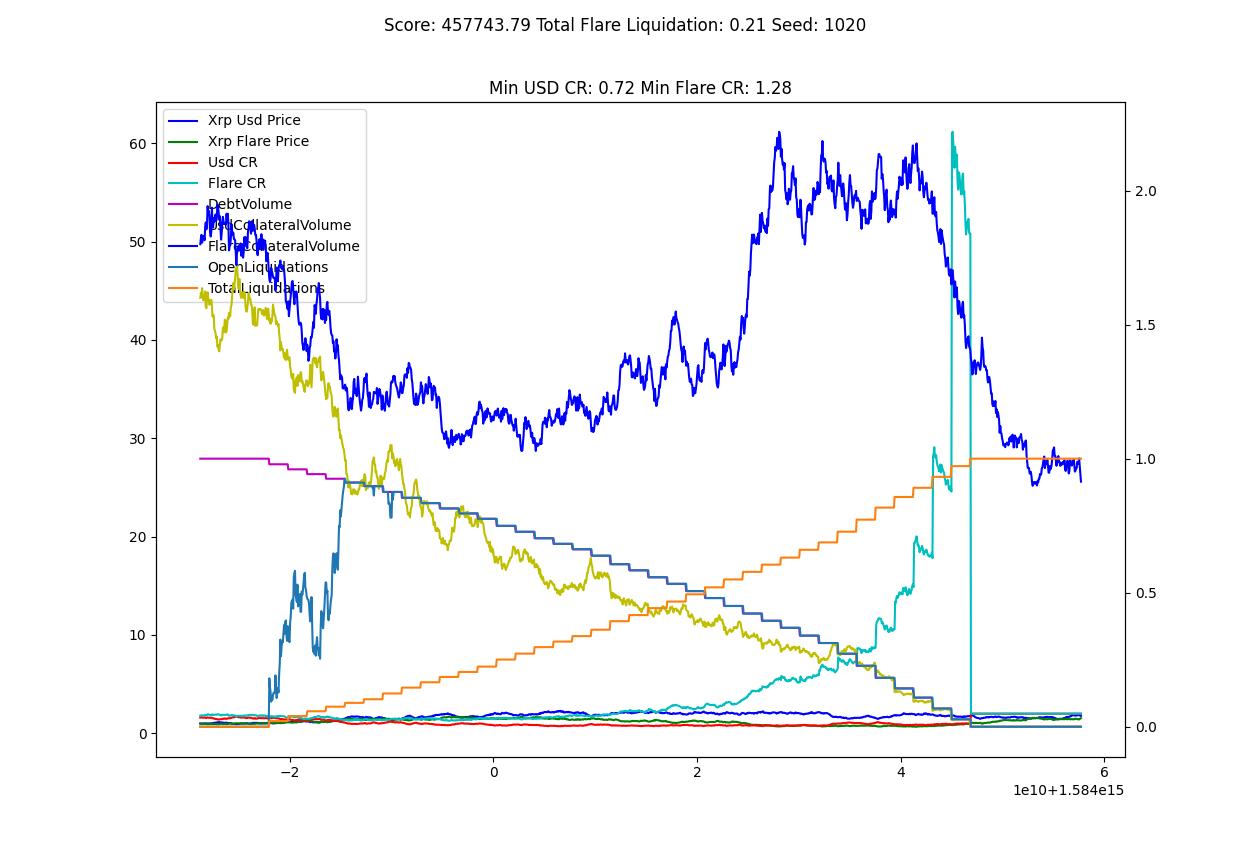 Score: 457743.79 Total Flare Liquidation: 0.21 Seed: 1020
Min USD CR: 0.72 Min Flare CR: 1.28
Xrp Usd Price
Xrp Flare Price
Usd CR
Flare CR
DebtVolume
UsdCollateralVolume
FlareCollateralVolume
OpenLiquidations
TotalLiquidations
60
50
40
30
20
10
0
2.0
1.5
1.0
0.5
0.0
−2
0
2
4
6
1e10+1.584e15